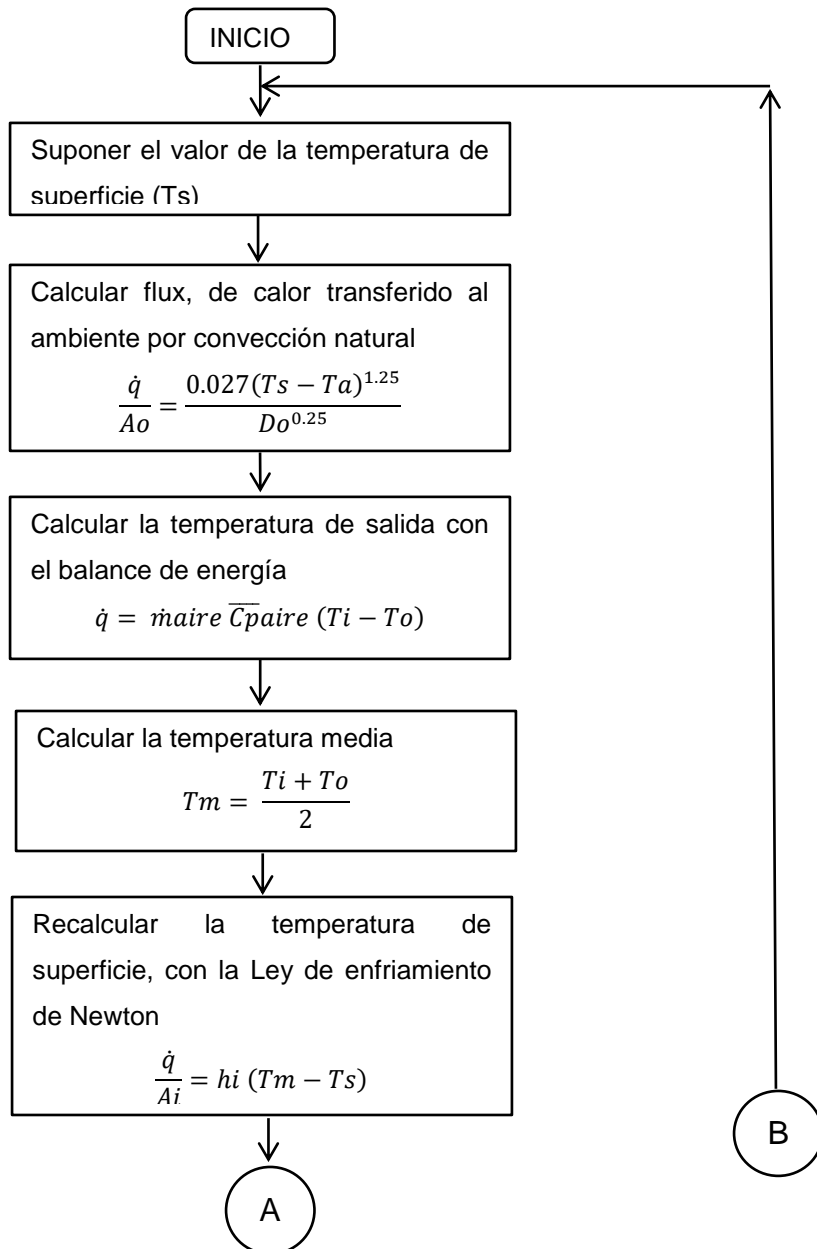 INICIO
Suponer el valor de la temperatura de
superficie (Ts)
Calcular flux, de calor transferido al
ambiente por convección natural
q̇/Ao = 0.027(Ts − Ta)^1.25/Do^0.25
Calcular la temperatura de salida con
el balance de energía
q̇ = ṁaire C̅p̅aire (Ti − To)
Calcular la temperatura media
Tm = (Ti + To)/2
Recalcular la temperatura de
superficie, con la Ley de enfriamiento
de Newton
q̇/Ai = hi (Tm − Ts)
B
A